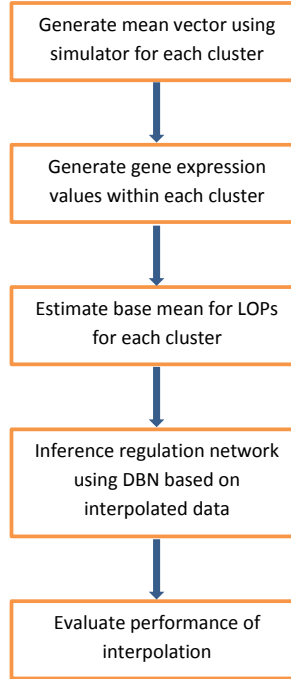 Generate mean vector using
simulator for each cluster
Generate gene expression
values within each cluster
Estimate base mean for LOPs
for each cluster
Inference regulation network
using DBN based on
interpolated data
Evaluate performance of
interpolation